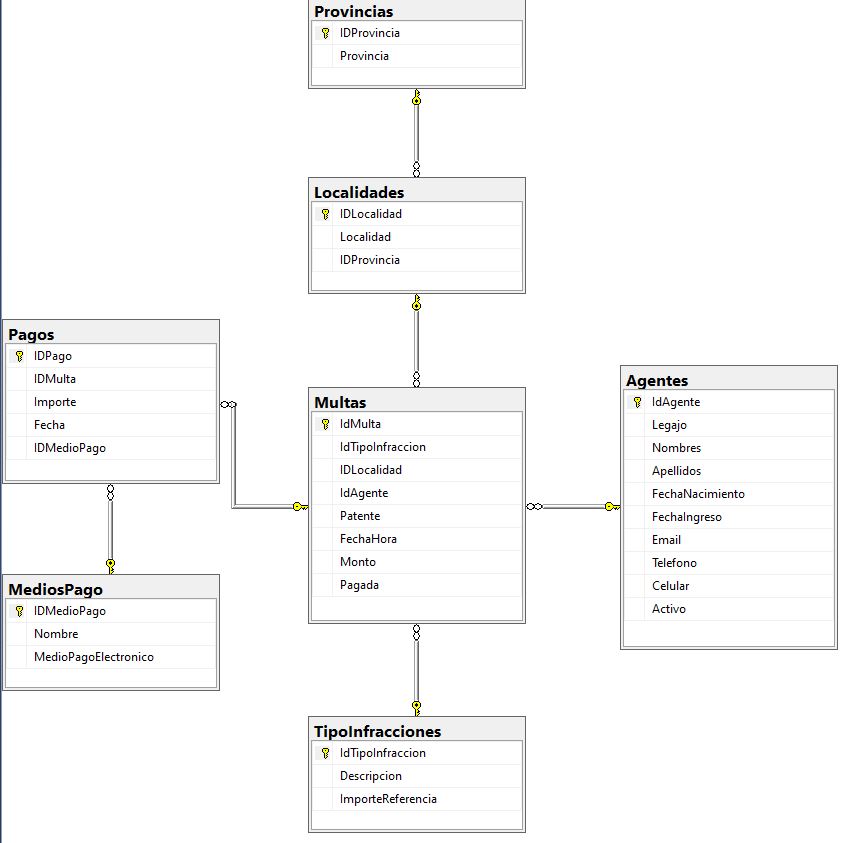 Provincias
IDProvincia
Provincia
Localidades
IDLocalidad
Localidad
IDProvincia
Pagos
IDPago
IDMulta
Importe
Fecha
IDMedioPago
Multas
IdMulta
IdTipoInfraccion
IDLocalidad
IdAgente
Patente
FechaHora
Monto
Pagada
Agentes
IdAgente
Legajo
Nombres
Apellidos
FechaNacimiento
FechaIngreso
Email
Telefono
Celular
Activo
MediosPago
IDMedioPago
Nombre
MedioPagoElectronico
TipoInfracciones
IdTipoInfraccion
Descripcion
ImporteReferencia